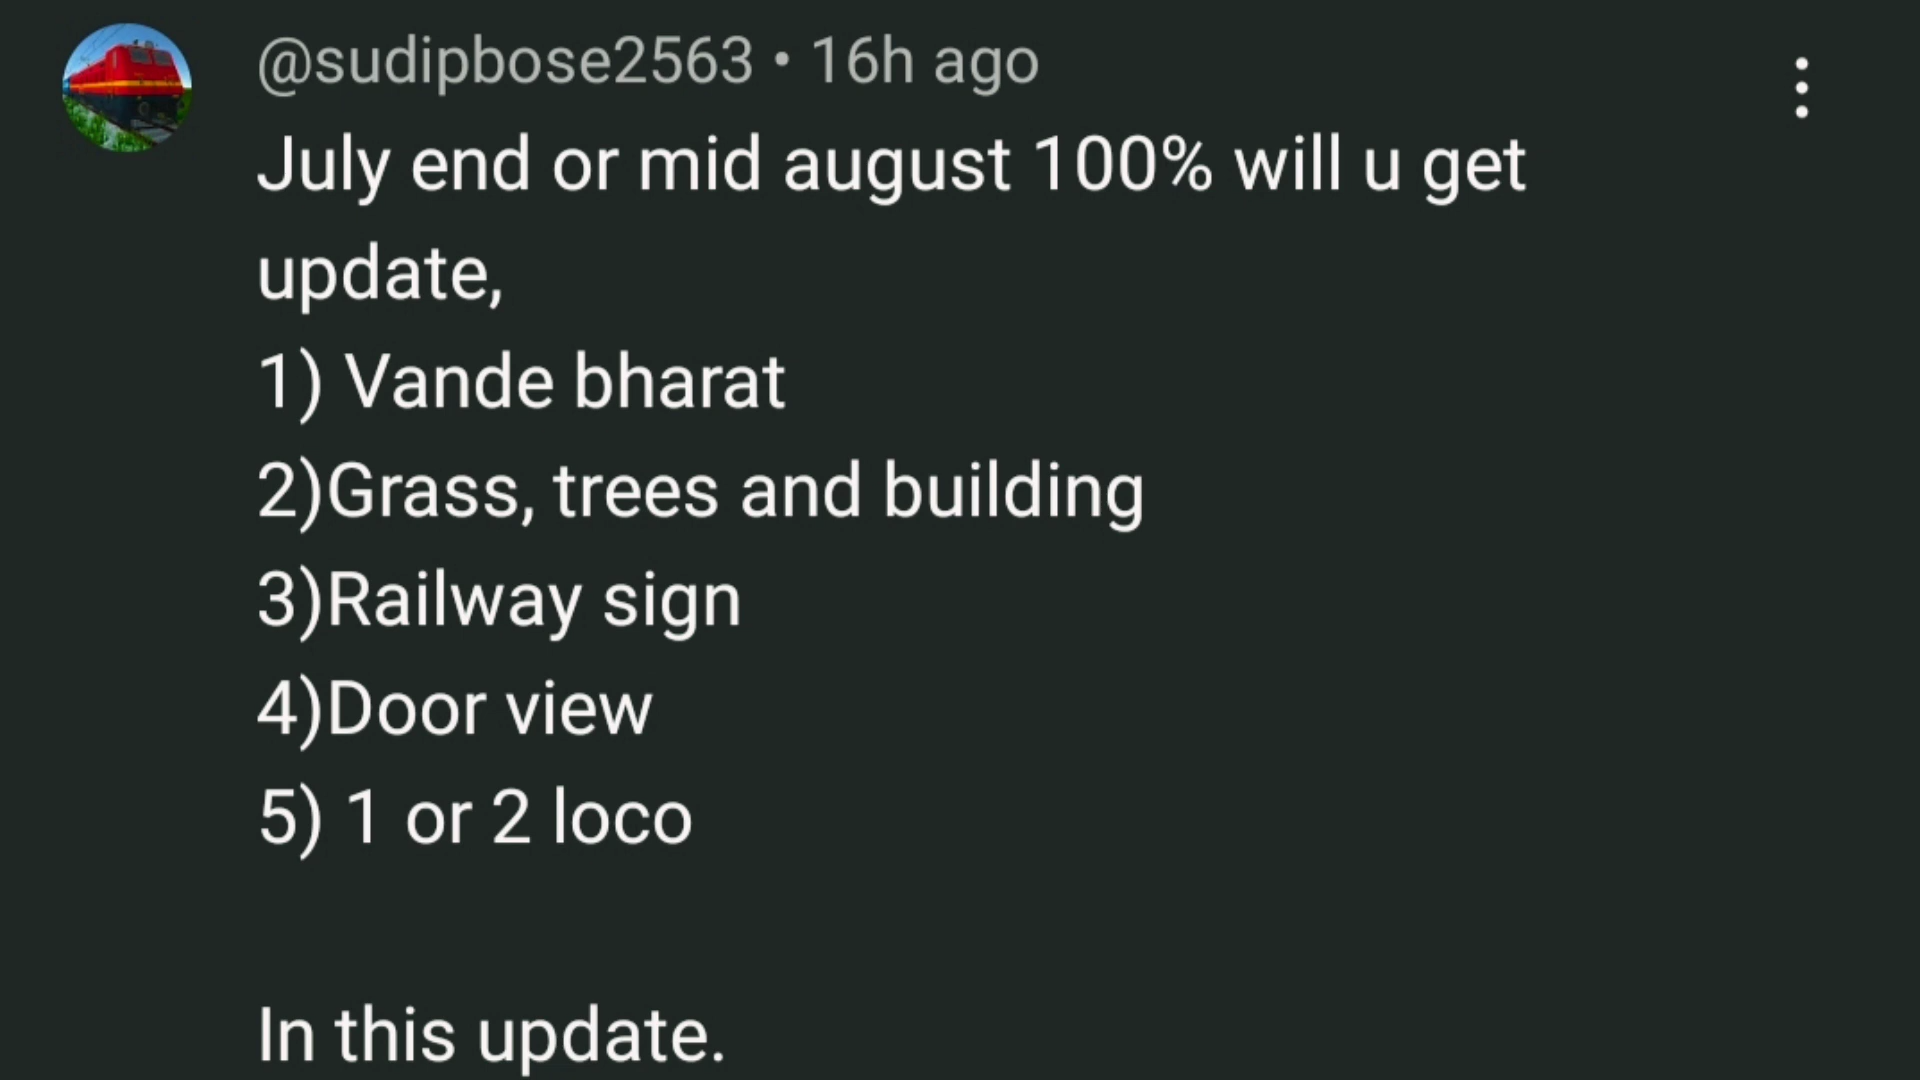 @sudipbose2563 • 16h ago
July end or mid august 100% will u get
update,
1) Vande bharat
2)Grass, trees and building
3)Railway sign
4)Door view
5) 1 or 2 loco
In this update.